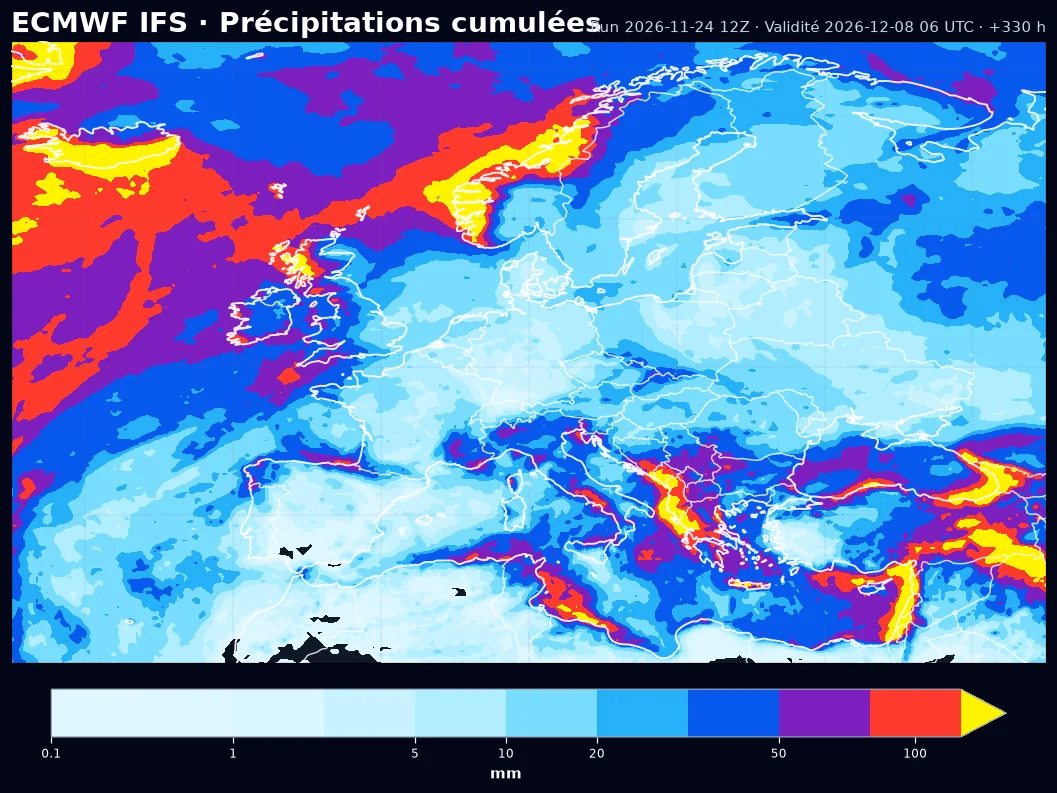 ECMWF IFS · Précipitations cumulées
Run 2026-11-24 12Z · Validité 2026-12-08 06 UTC · +330 h
0.1 1 5 10 20 50 100
mm